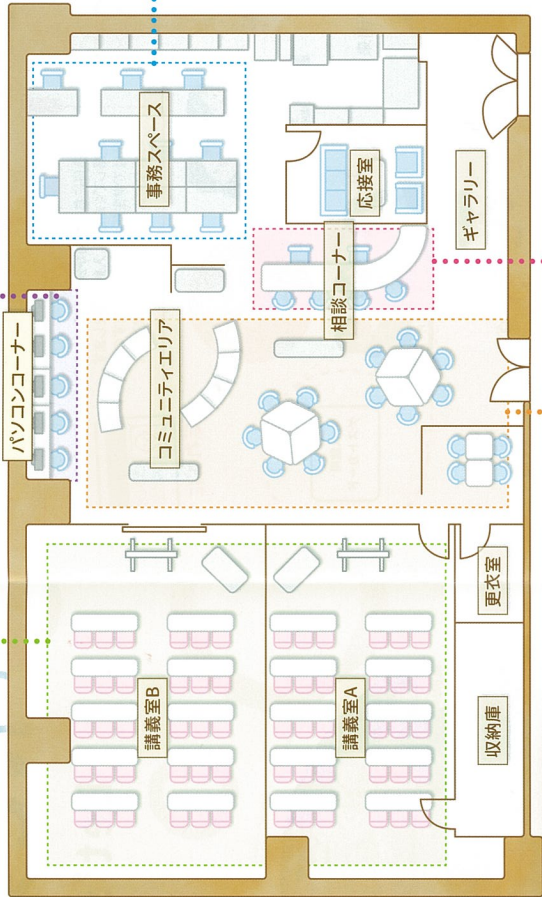 事務スペース
応接室
ギャラリー
相談コーナー
パソコンコーナー
コミュニティエリア
更衣室
講義室B
講義室A
収納庫